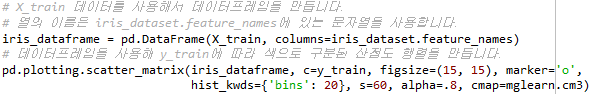 # X_train 데이터를 사용해서 데이터프레임을 만듭니다.
# 열의 이름은 iris_dataset.feature_names에 있는 문자열을 사용합니다.
iris_dataframe = pd.DataFrame(X_train, columns=iris_dataset.feature_names)
# 데이터프레임을 사용해 y_train에 따라 색으로 구분된 산점도 행렬을 만듭니다.
pd.plotting.scatter_matrix(iris_dataframe, c=y_train, figsize=(15, 15), marker='o',
hist_kwds={'bins': 20}, s=60, alpha=.8, cmap=mglearn.cm3)